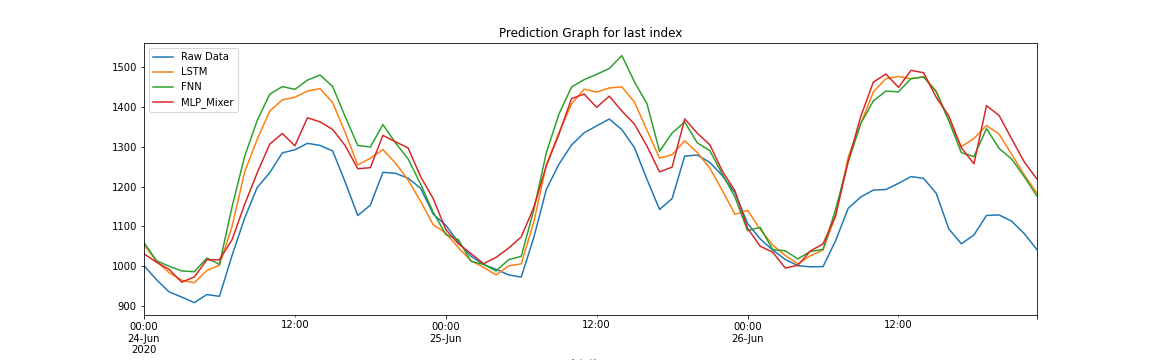 Prediction Graph for last index
Raw Data
LSTM
FNN
MLP_Mixer
1500
1400
1300
1200
1100
1000
900
00:00
24-Jun
2020
12:00
00:00
25-Jun
12:00
00:00
26-Jun
12:00